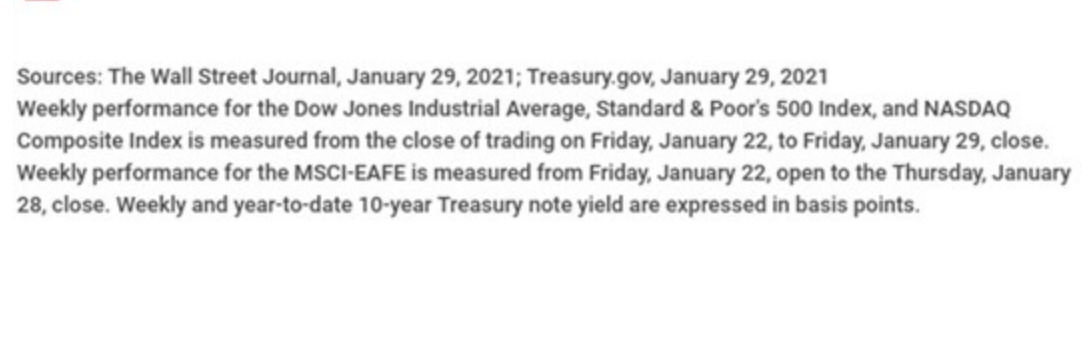 Sources: The Wall Street Journal, January 29, 2021; Treasury.gov, January 29, 2021
Weekly performance for the Dow Jones Industrial Average, Standard & Poor's 500 Index, and NASDAQ
Composite Index is measured from the close of trading on Friday, January 22, to Friday, January 29, close.
Weekly performance for the MSCI-EAFE is measured from Friday, January 22, open to the Thursday, January
28, close. Weekly and year-to-date 10-year Treasury note yield are expressed in basis points.